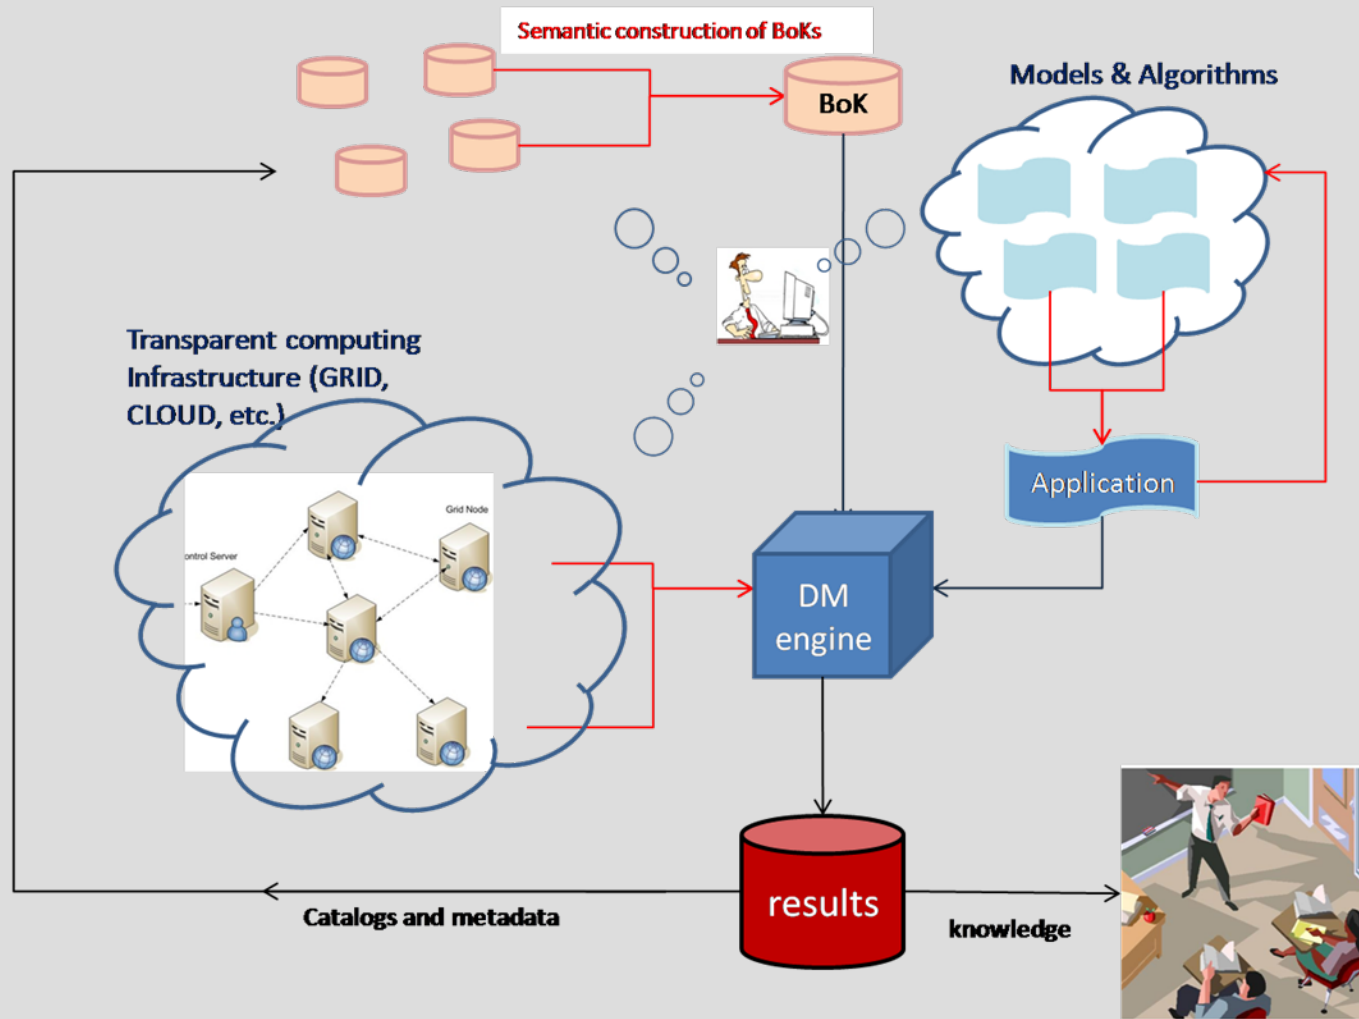 Semantic construction of BoKs
BoK
Models & Algorithms
Transparent computing
Infrastructure (GRID,
CLOUD, etc.)
Application
Grid Node
ontrol Server
DM
engine
results
Catalogs and metadata
knowledge